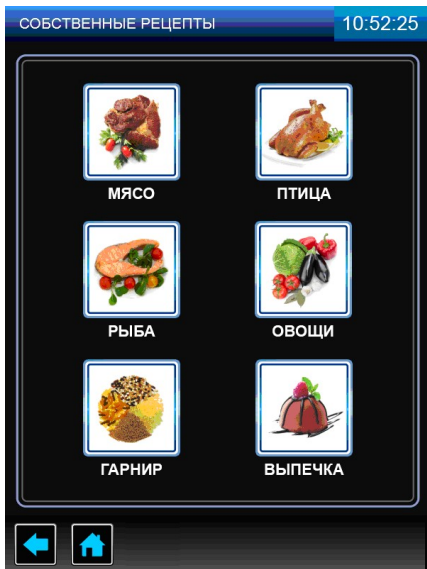 СОБСТВЕННЫЕ РЕЦЕПТЫ 10:52:25
МЯСО ПТИЦА
РЫБА ОВОЩИ
ГАРНИР ВЫПЕЧКА